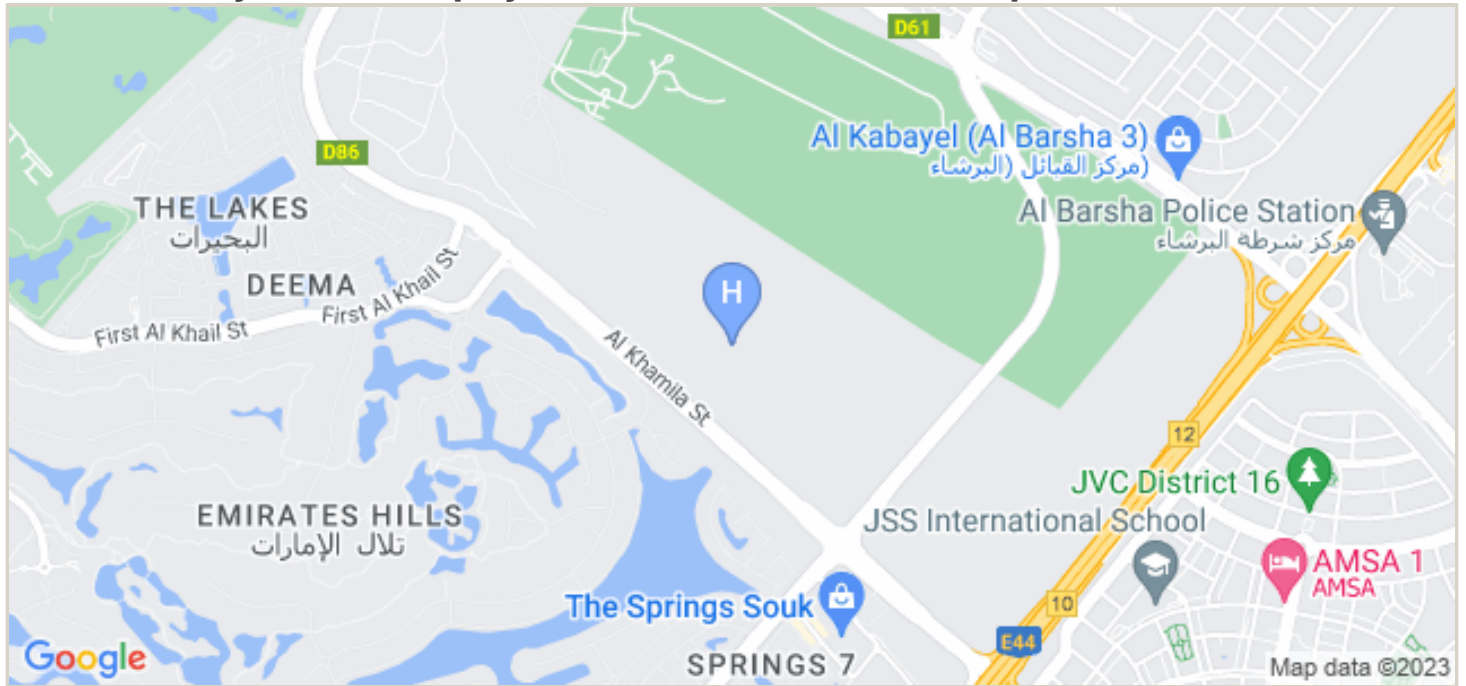 D61
Al Kabayel (Al Barsha 3)
مركز القبائل (البرشاء)
D86
THE LAKES
البحيرات
Al Barsha Police Station
مركز شرطة البرشاء
DEEMA
H
First Al Khail St
First Al Khail St
Al Khamila St
12
JVC District 16
EMIRATES HILLS
تلال الإمارات
JSS International School
AMSA 1
AMSA
The Springs Souk
10
E44
Google
SPRINGS 7
Map data ©2023